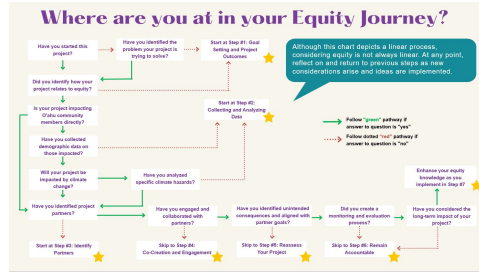 Where are you at in your Equity Journey?
Have you started this
project?
Have you identified the
problem your project is
trying to solve?
Start at Step #1: Goal
Setting and Project
Outcomes
Although this chart depicts a linear process,
considering equity is not always linear. At any point,
reflect on and return to previous steps as new
considerations arise and ideas are implemented.
Did you identify how your
project relates to equity?
Is your project impacting
O'ahu community
members directly?
Start at Step #2:
Collecting and Analyzing
Data
Have you collected
demographic data on
those impacted?
Follow "green" pathway if
answer to question is "yes"
Follow dotted "red" pathway if
answer to question is "no"
Will your project be
impacted by climate
change?
Have you analyzed
specific climate hazards?
Enhance your equity
knowledge as you
implement in Step #7
Have you identified project
partners?
Have you engaged and
collaborated with
partners?
Have you identified unintended
consequences and aligned with
partner goals?
Did you create a
monitoring and evaluation
process?
Have you considered the
long-term impact of your
project?
Start at Step #3: Identify
Partners
Skip to Step #4:
Co-Creation and Engagement
Skip to Step #5: Reassess
Your Project
Skip to Step #6: Remain
Accountable